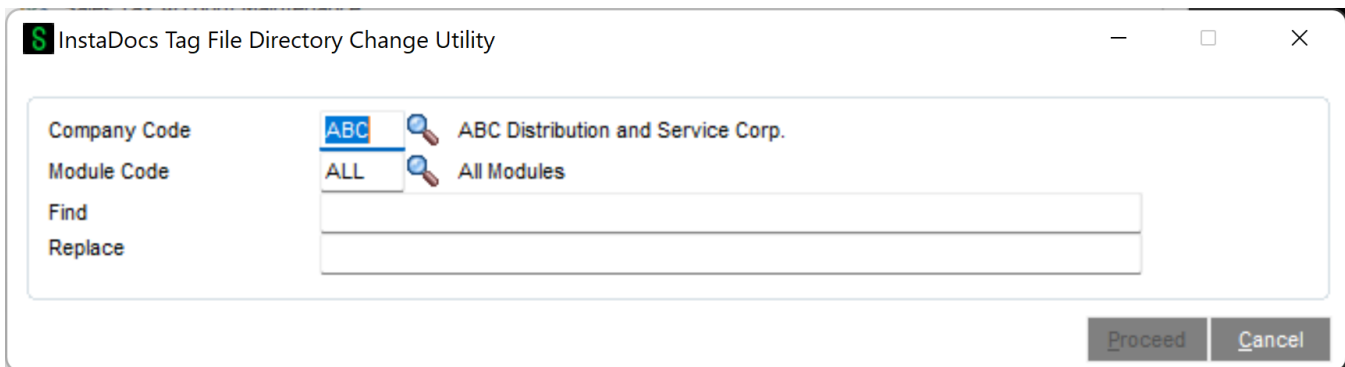 InstaDocs Tag File Directory Change Utility
Company Code ABC ABC Distribution and Service Corp.
Module Code ALL All Modules
Find
Replace
Proceed Cancel